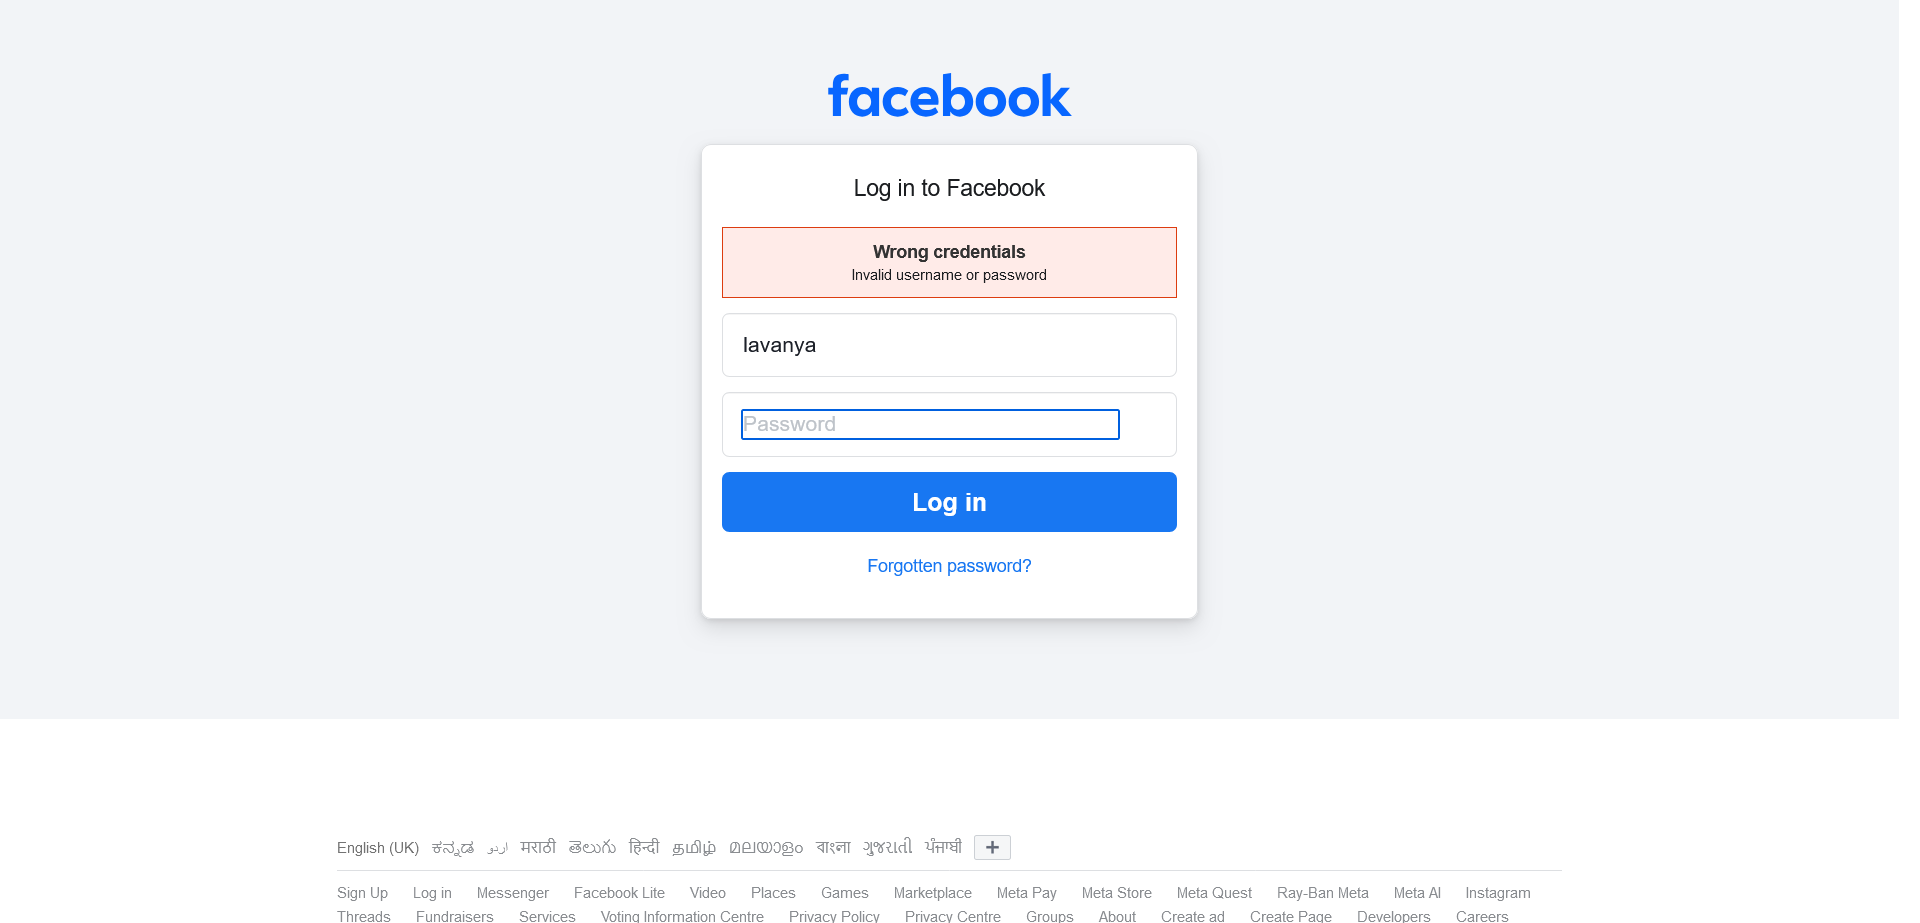 facebook
Log in to Facebook
Wrong credentials
Invalid username or password
lavanya
Password
Log in
Forgotten password?
English (UK) ಕನ್ನಡ اردو मराठी తెలుగు हिन्दी தமிழ் മലയാളം বাংলা ગુજરાતી ਪੰਜਾਬੀ +
Sign Up Log in Messenger Facebook Lite Video Places Games Marketplace Meta Pay Meta Store Meta Quest Ray-Ban Meta Meta AI Instagram
Threads Fundraisers Services Voting Information Centre Privacy Policy Privacy Centre Groups About Create ad Create Page Developers Careers